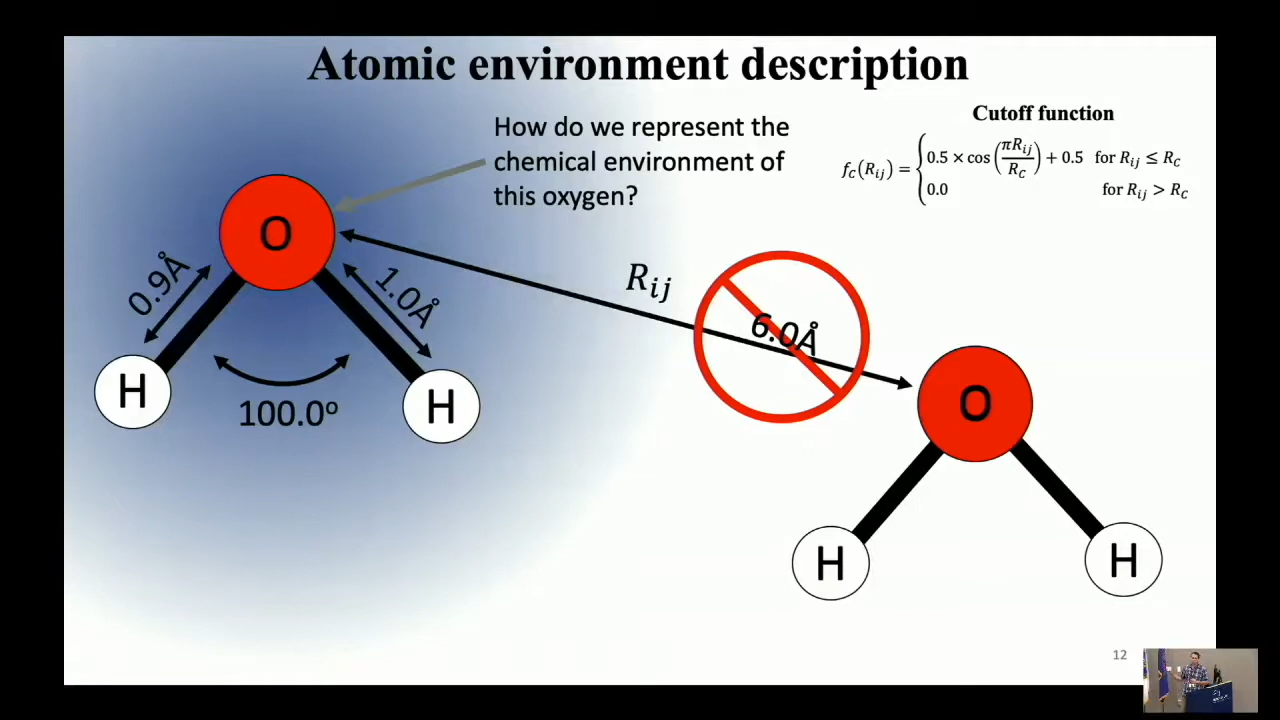 Atomic environment description
How do we represent the
chemical environment of
this oxygen?
Cutoff function
f_C(R_ij) = { 0.5 × cos (πR_ij / R_C) + 0.5 for R_ij ≤ R_C
0.0 for R_ij > R_C
O
0.9Å
1.0Å
R_ij
6.0Å
H
H
100.0º
O
H
H
12